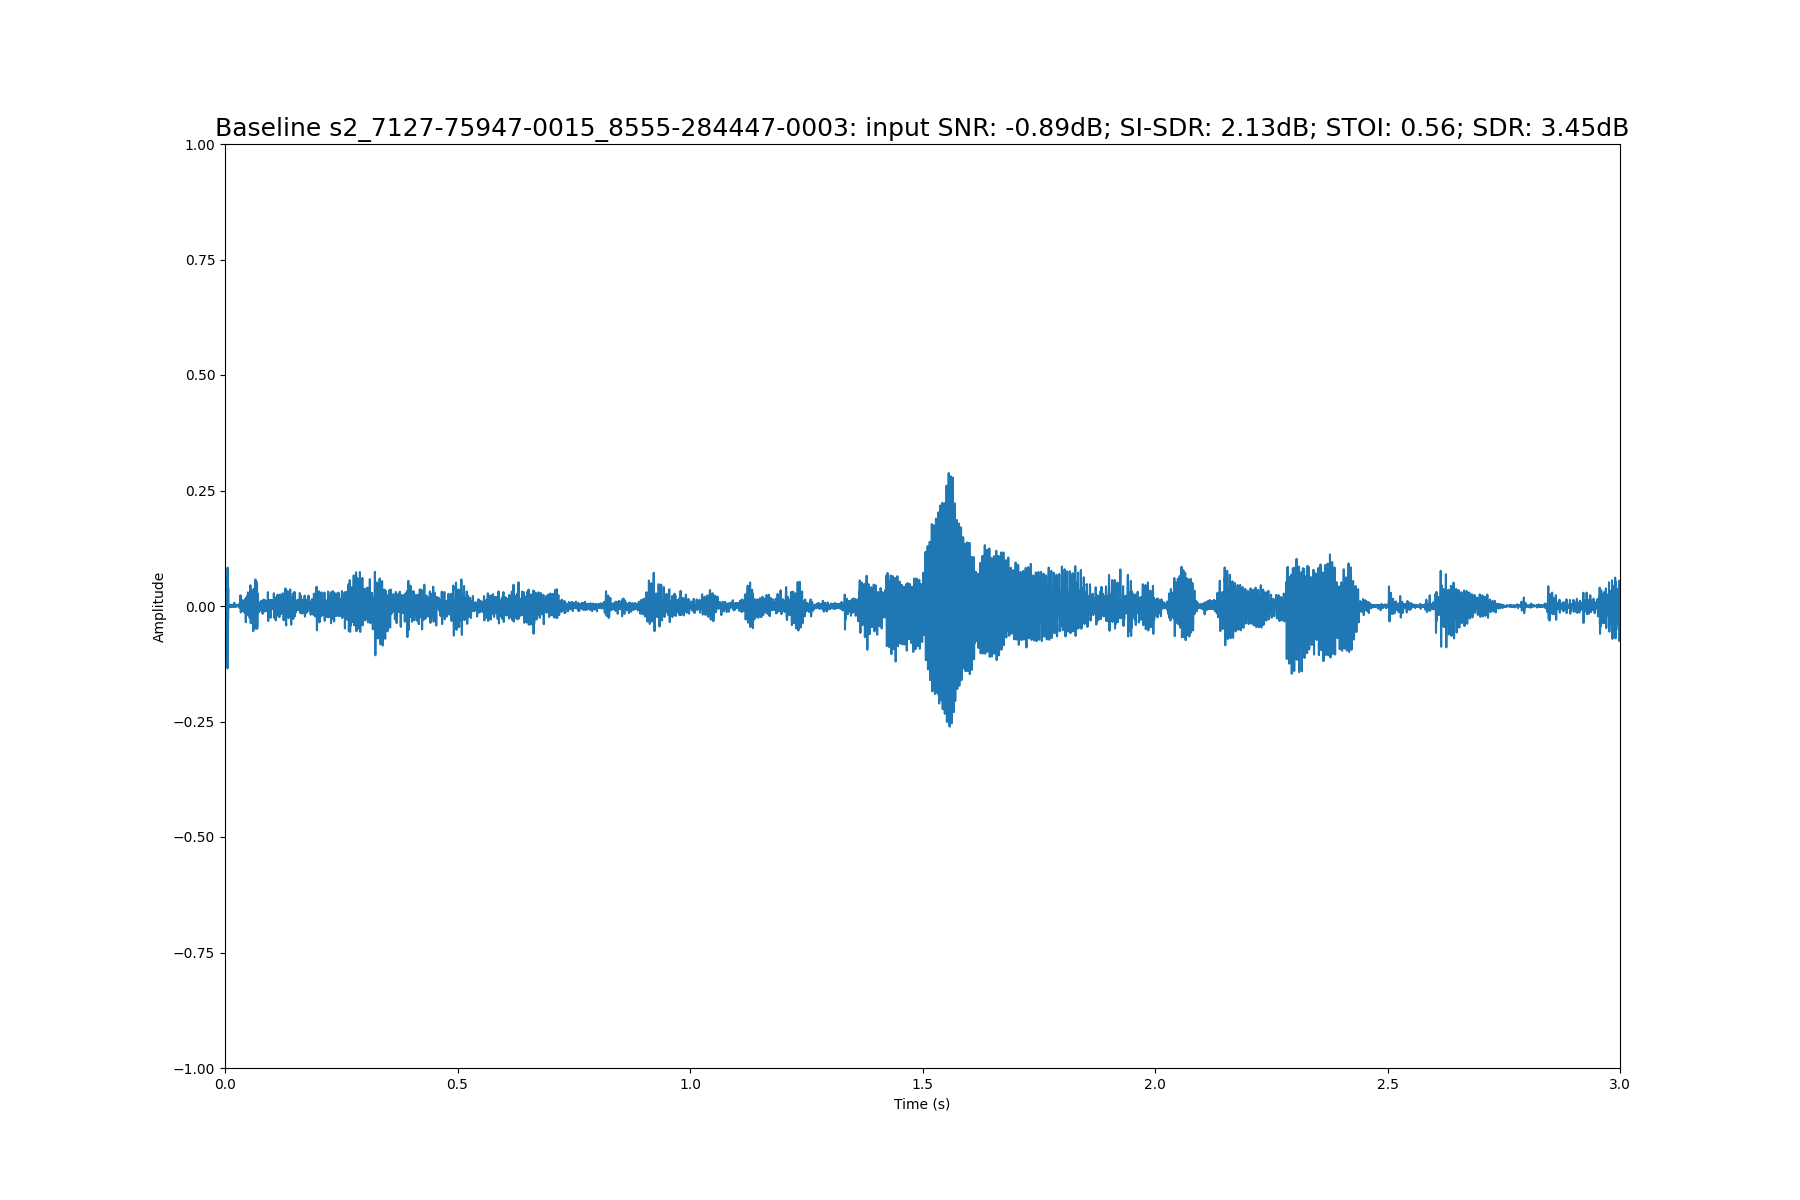 Baseline s2_7127-75947-0015_8555-284447-0003: input SNR: -0.89dB; SI-SDR: 2.13dB; STOI: 0.56; SDR: 3.45dB
1.00
0.75
0.50
0.25
0.00
−0.25
−0.50
−0.75
−1.00
Amplitude
0.0 0.5 1.0 1.5 2.0 2.5 3.0
Time (s)